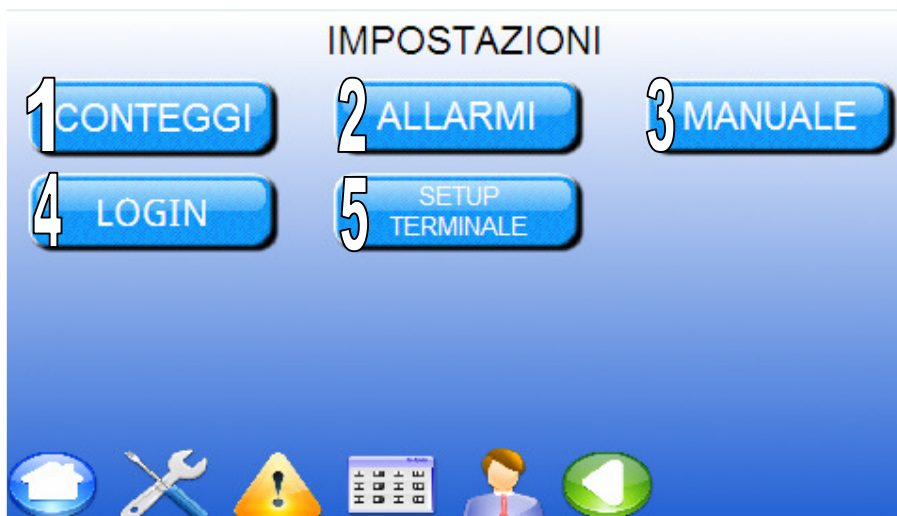 IMPOSTAZIONI
1 CONTEGGI
2 ALLARMI
3 MANUALE
4 LOGIN
5 SETUP
TERMINALE